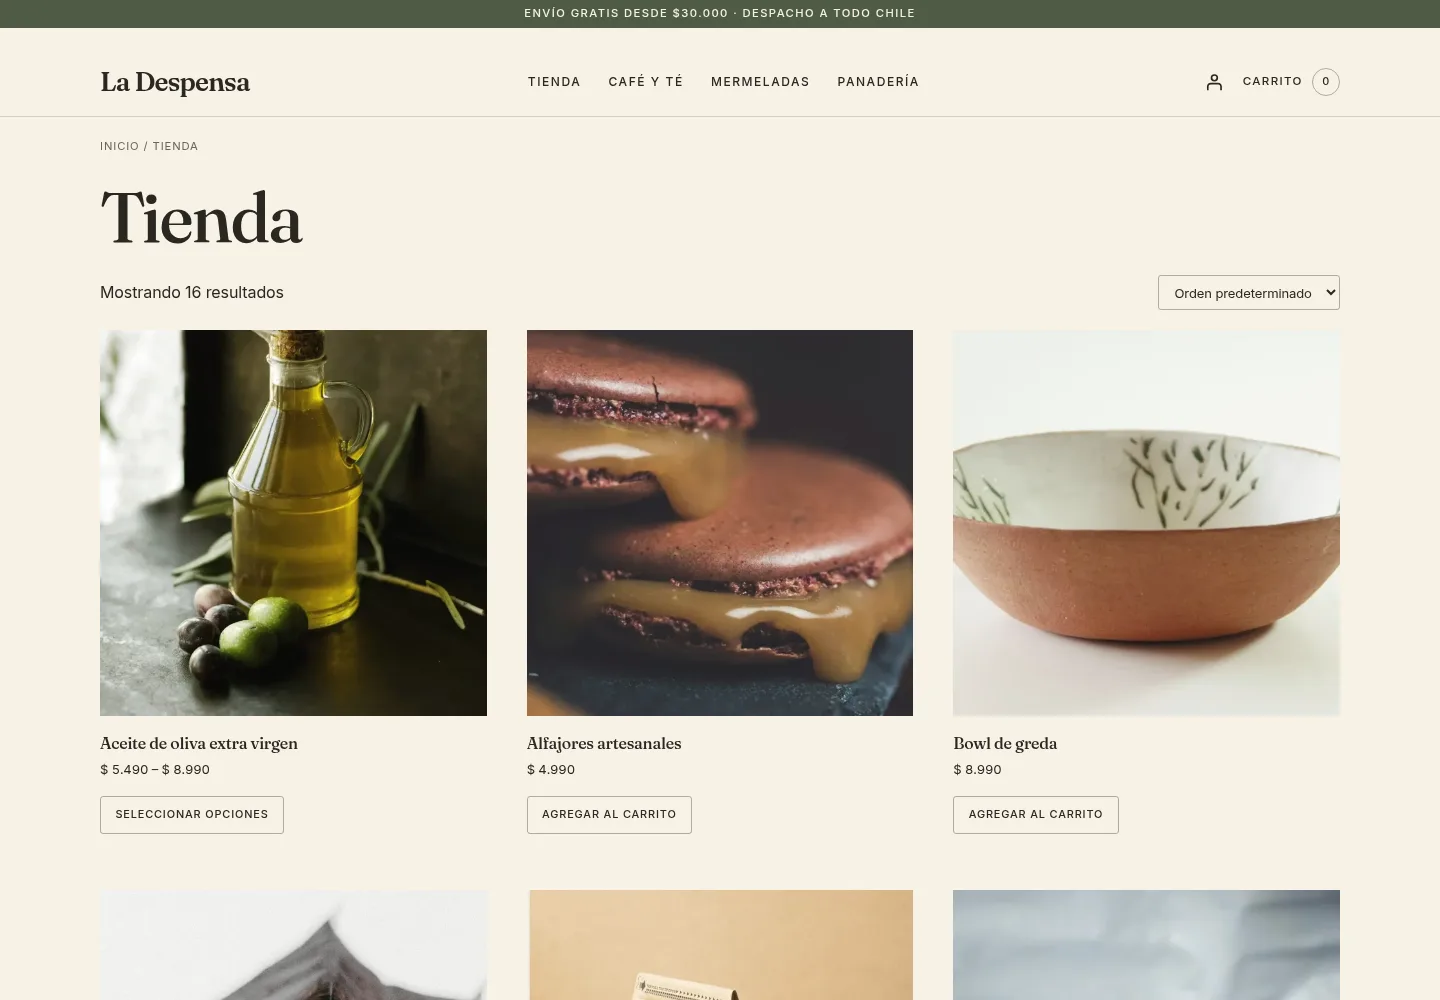 ENVÍO GRATIS DESDE $30.000 · DESPACHO A TODO CHILE
La Despensa
TIENDA CAFÉ Y TÉ MERMELADAS PANADERÍA
CARRITO 0
INICIO / TIENDA
Tienda
Mostrando 16 resultados
Orden predeterminado
Aceite de oliva extra virgen
$ 5.490 – $ 8.990
SELECCIONAR OPCIONES
Alfajores artesanales
$ 4.990
AGREGAR AL CARRITO
Bowl de greda
$ 8.990
AGREGAR AL CARRITO